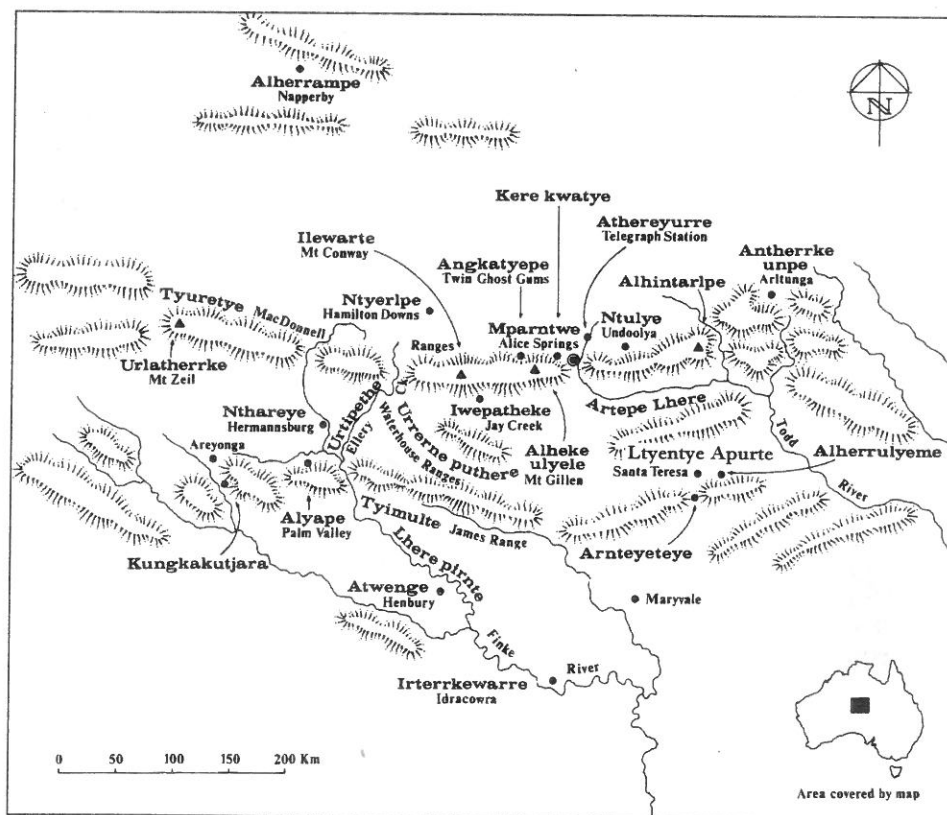 Alherrampe
Napperby
N
Kere kwatye
Ilewarte
Mt Conway
Athereyurre
Telegraph Station
Angkatyepe
Twin Ghost Gums
Antherrke
unpe
Arltunga
Alhintarlpe
Ntyerlpe
Hamilton Downs
Tyuretye MacDonnell
Ranges
Mparntwe
Alice Springs
Ntulye
Undoolya
Urlatherrke
Mt Zeil
Iwepatheke
Jay Creek
Artepe Lhere
Nthareye
Hermannsburg
Urtipethe
Ellery
Ck
Urrerne puthere
Waterhouse Ranges
Alheke
ulyele
Mt Gillen
Todd
River
Areyonga
Ltyentye Apurte
Santa Teresa
Alherrulyeme
Alyape
Palm Valley
Tyimulte
James Range
Kungkakutjara
Arnteyeteye
Lhere pirnte
Atwenge
Henbury
Maryvale
Finke
River
Irterrkewarre
Idracowra
0 50 100 150 200 Km
Area covered by map